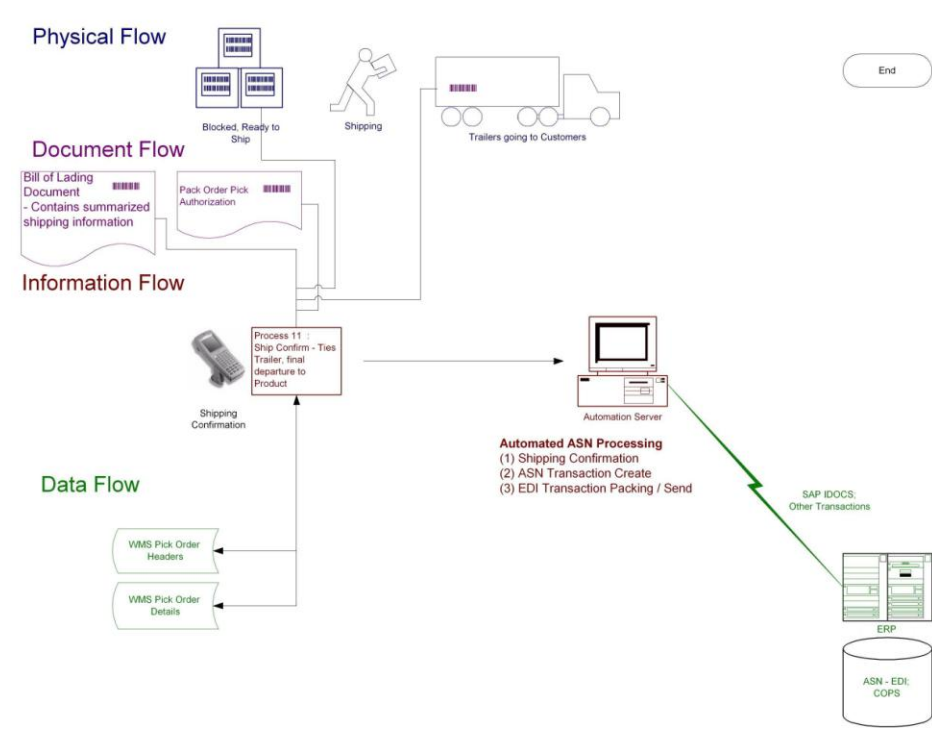 Physical Flow
End
Blocked, Ready to
Ship
Shipping
Trailers going to Customers
Document Flow
Bill of Lading
Document
- Contains summarized
shipping information
Pack Order Pick
Authorization
Information Flow
Process 11 :
Ship Confirm - Ties
Trailer, final
departure to
Product
Shipping
Confirmation
Automation Server
Automated ASN Processing
(1) Shipping Confirmation
(2) ASN Transaction Create
(3) EDI Transaction Packing / Send
Data Flow
SAP IDOCS;
Other Transactions
WMS Pick Order
Headers
WMS Pick Order
Details
ERP
ASN - EDI;
COPS